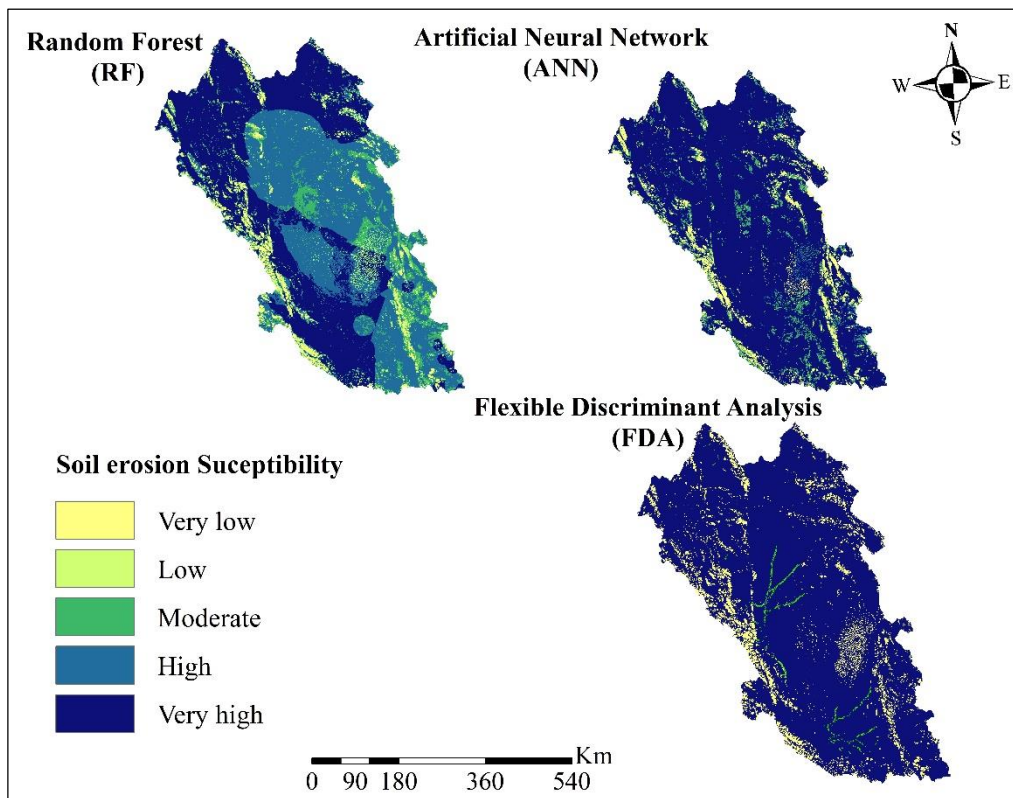 Random Forest
(RF)
Artificial Neural Network
(ANN)
N
W
E
S
Flexible Discriminant Analysis
(FDA)
Soil erosion Suceptibility
Very low
Low
Moderate
High
Very high
Km
0 90 180 360 540